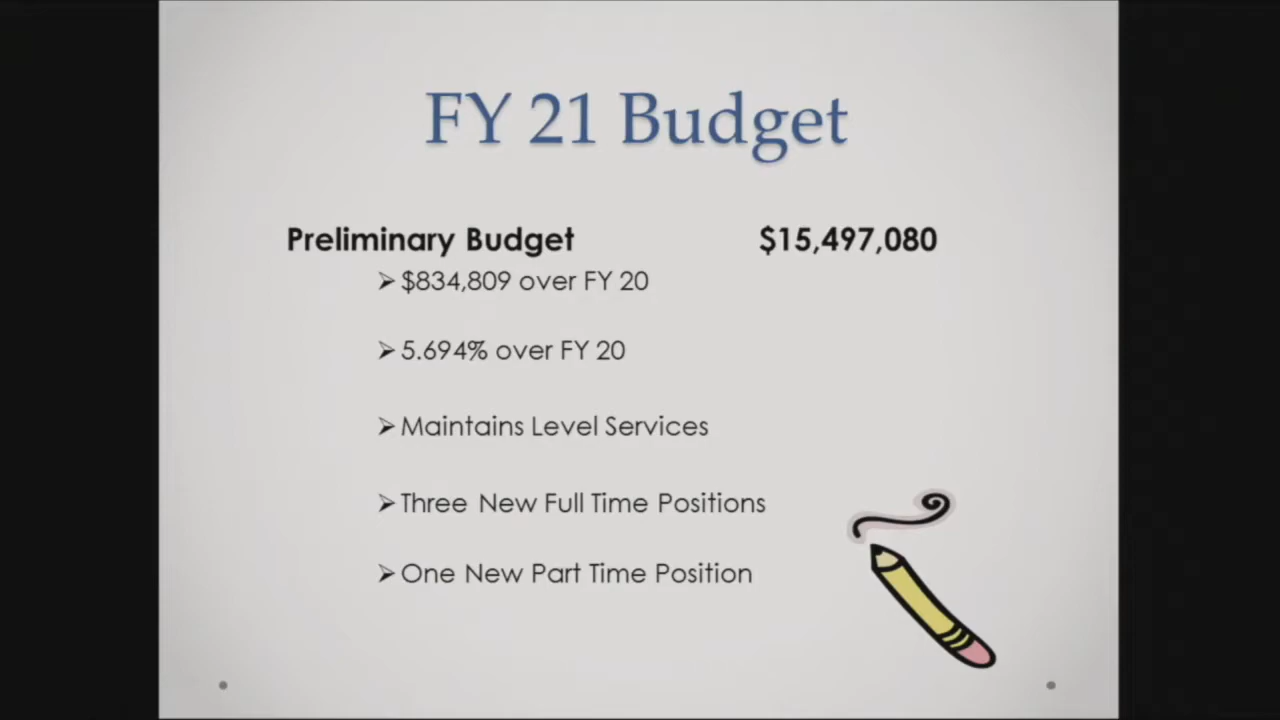 FY 21 Budget
Preliminary Budget $15,497,080
➢$834,809 over FY 20
➢5.694% over FY 20
➢Maintains Level Services
➢Three New Full Time Positions
➢One New Part Time Position